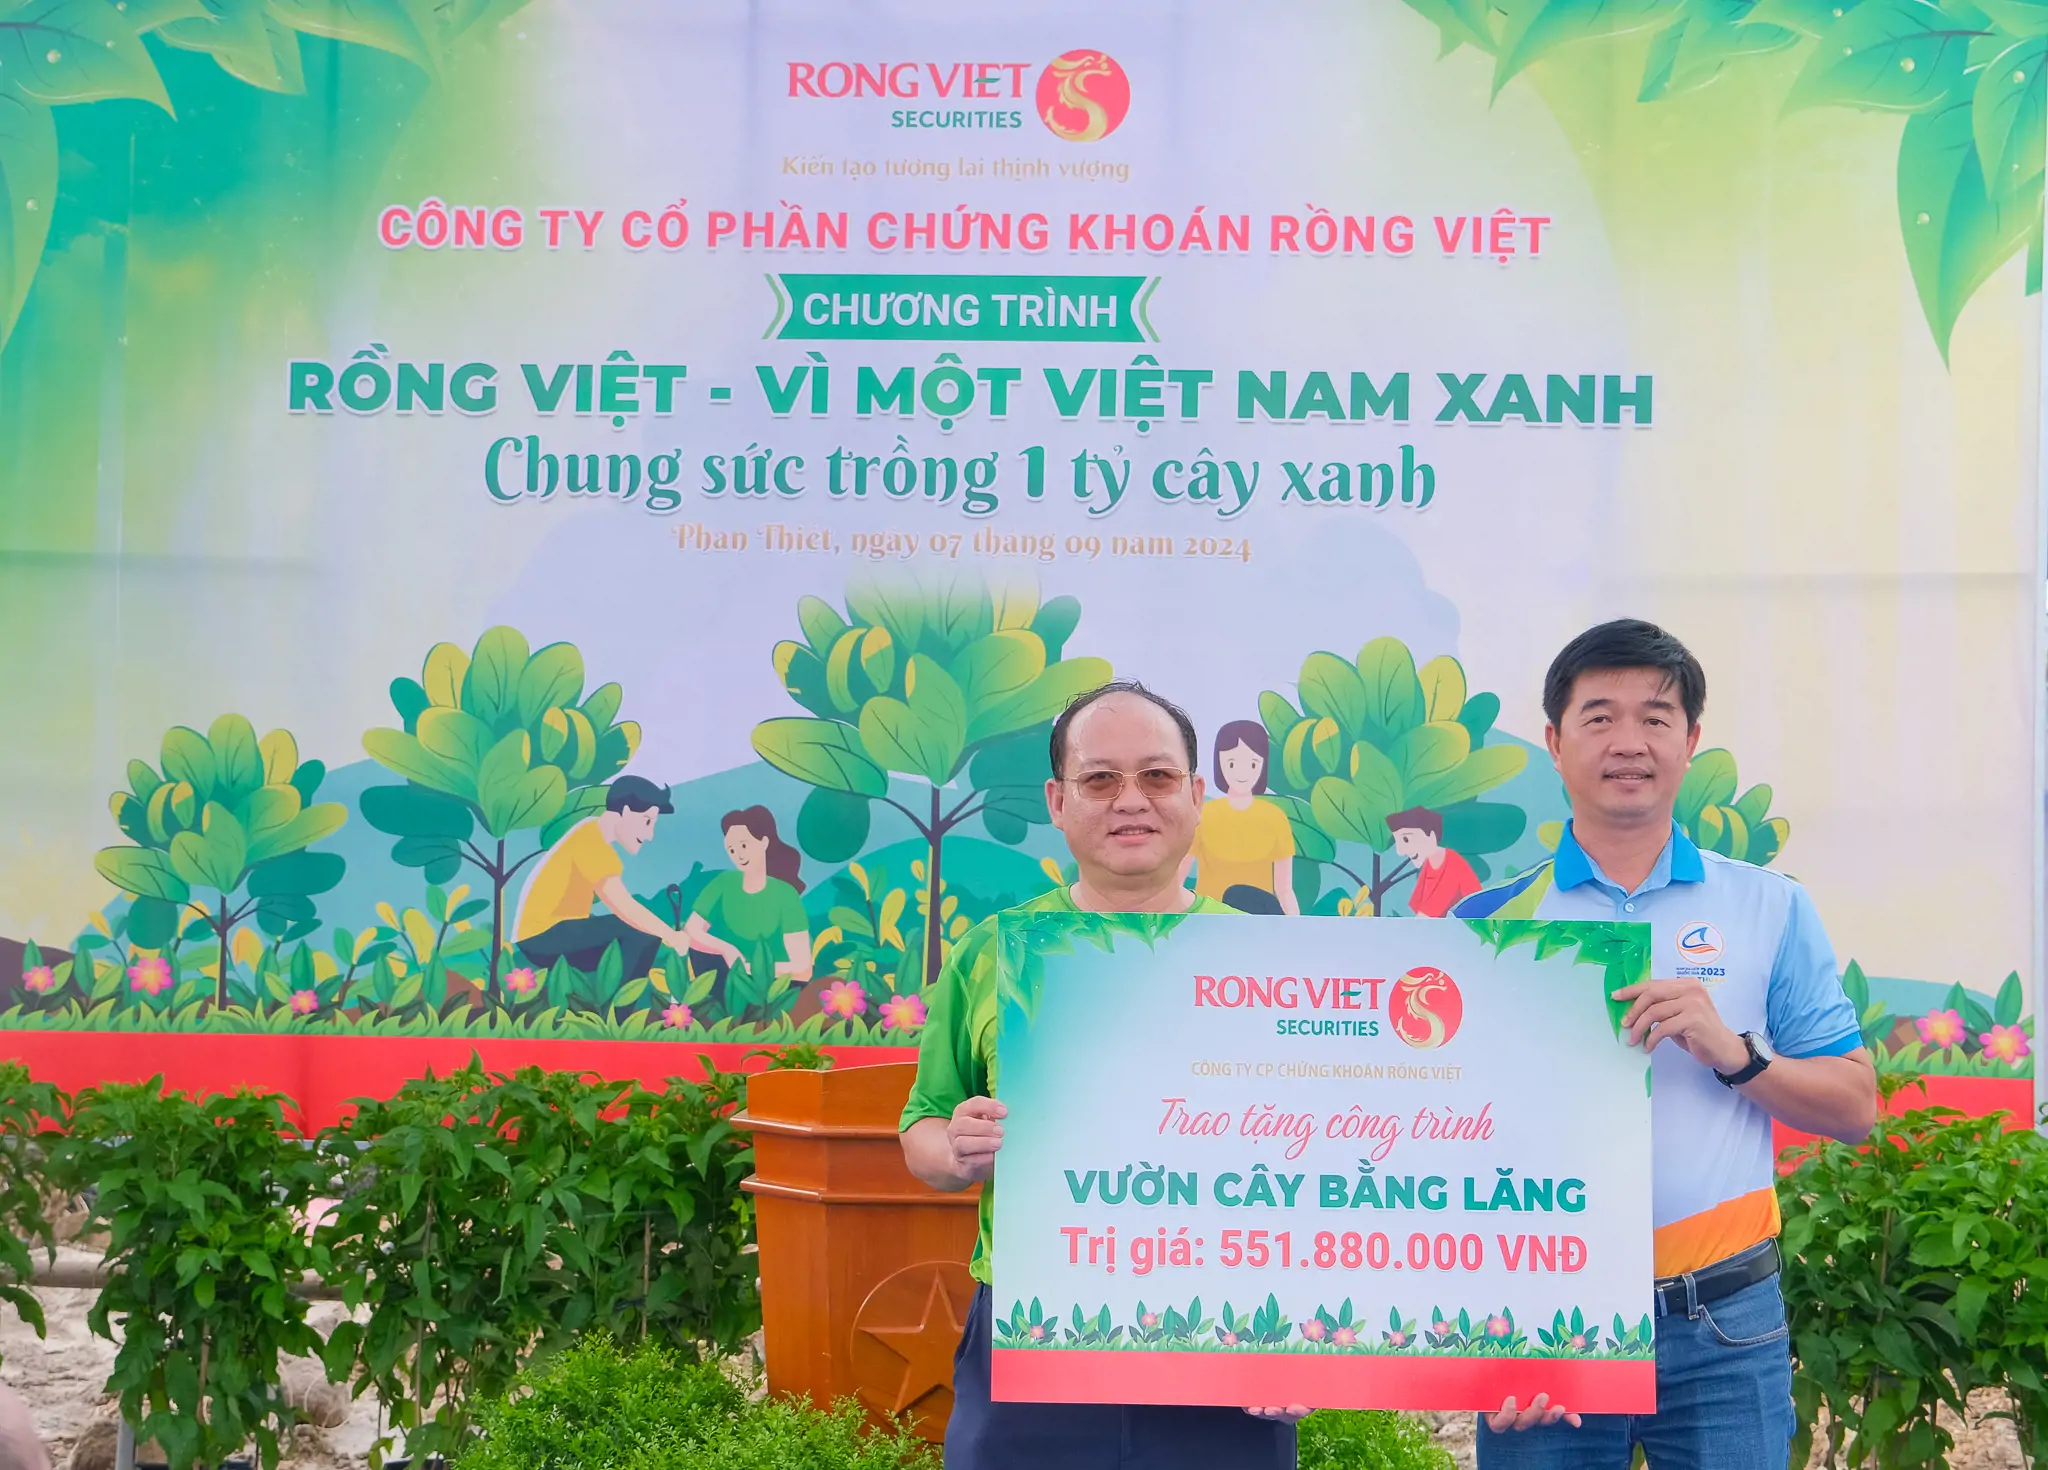 RONG VIET
SECURITIES
Kiến tạo tương lai thịnh vượng
CÔNG TY CỔ PHẦN CHỨNG KHOÁN RỒNG VIỆT
CHƯƠNG TRÌNH
RỒNG VIỆT - VÌ MỘT VIỆT NAM XANH
Chung sức trồng 1 tỷ cây xanh
Phan Thiết, ngày 07 tháng 09 năm 2024
RONG VIET
SECURITIES
CÔNG TY CP CHỨNG KHOÁN RỒNG VIỆT
Trao tặng công trình
VƯỜN CÂY BẰNG LĂNG
Trị giá: 551.880.000 VNĐ
2023